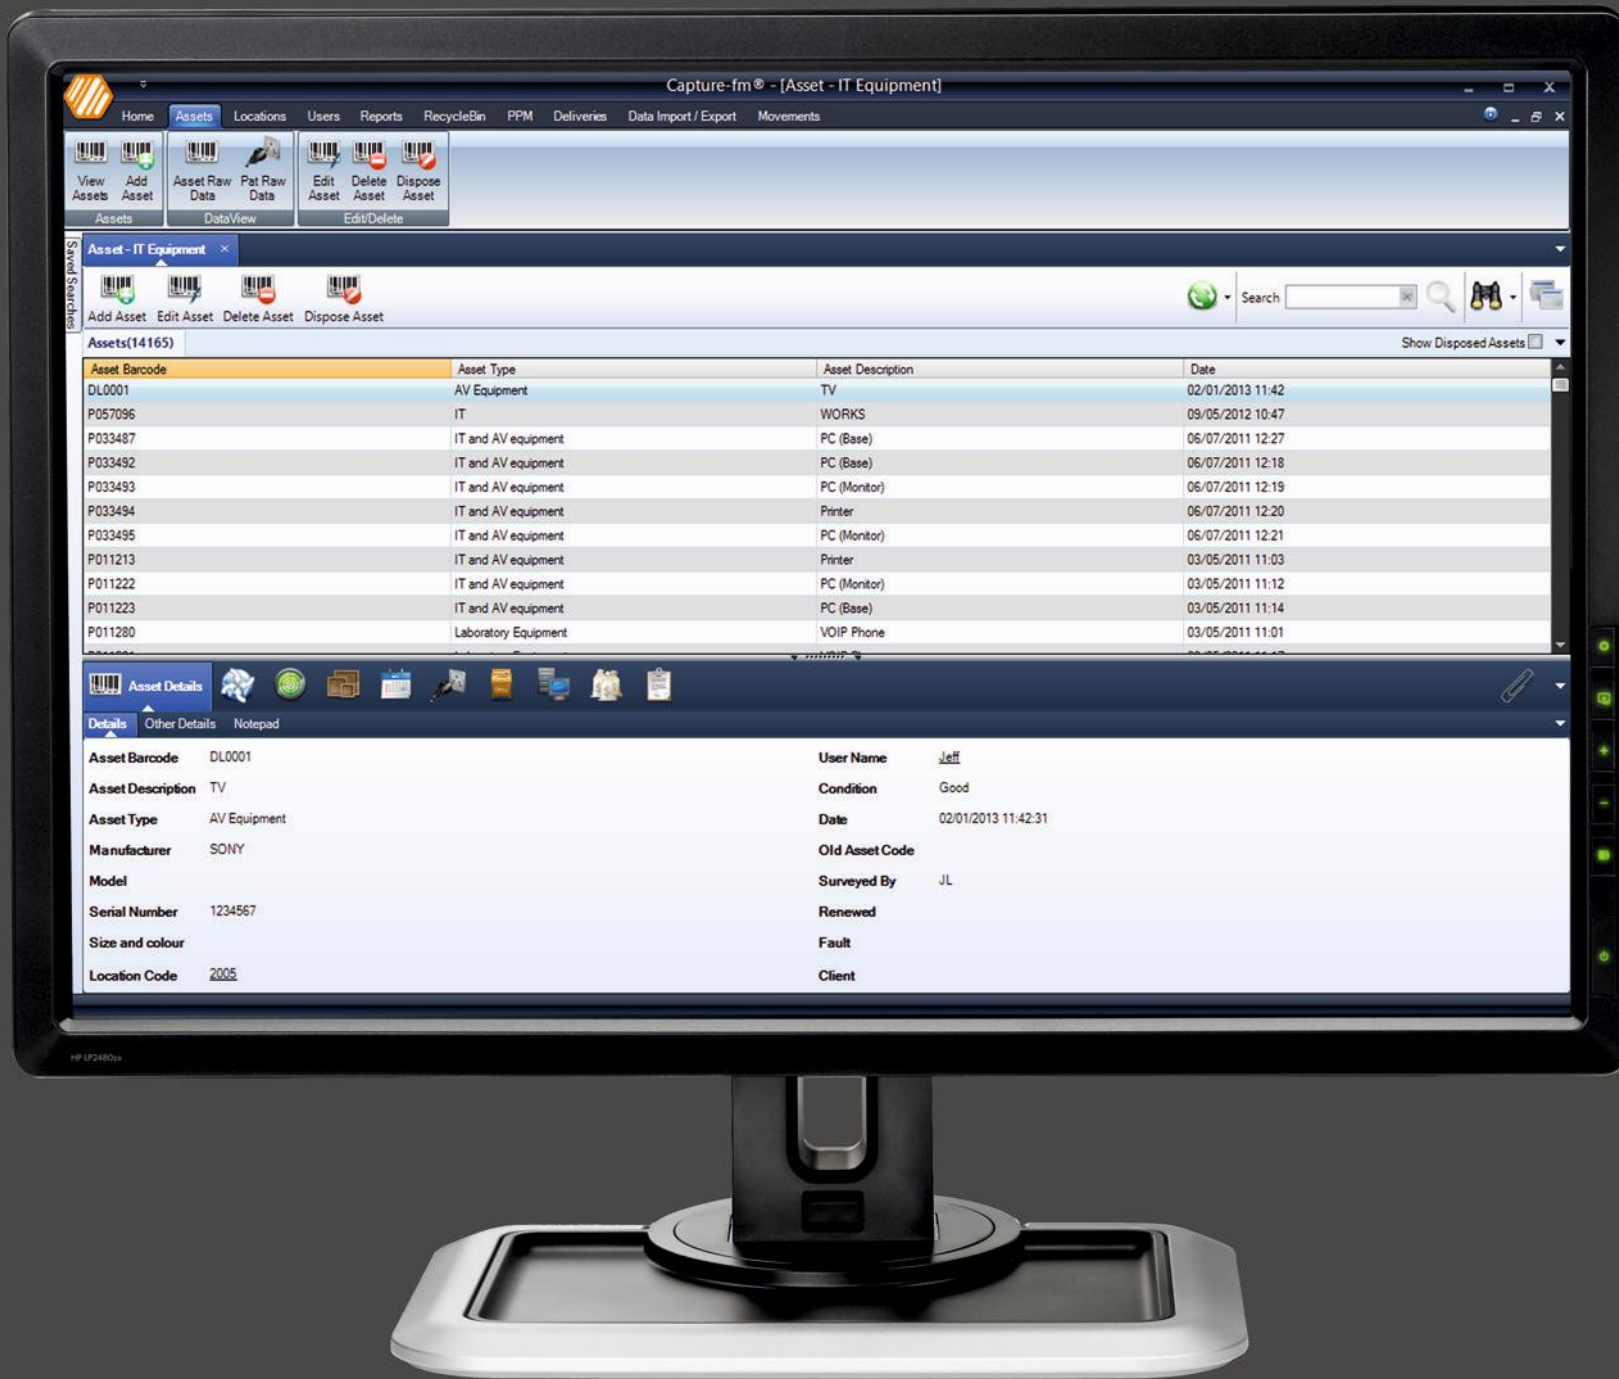 Capture-fm® - [Asset - IT Equipment]
Home Assets Locations Users Reports RecycleBin PPM Deliveries Data Import / Export Movements
View Assets
Add Asset
Asset Raw Data
Pat Raw Data
Edit Asset
Delete Asset
Dispose Asset
Assets DataView Edit/Delete
Saved Searches
Asset - IT Equipment
Add Asset Edit Asset Delete Asset Dispose Asset Search
Assets(14165) Show Disposed Assets
Asset Barcode Asset Type Asset Description Date
DL0001 AV Equipment TV 02/01/2013 11:42
P057096 IT WORKS 09/05/2012 10:47
P033487 IT and AV equipment PC (Base) 06/07/2011 12:27
P033492 IT and AV equipment PC (Base) 06/07/2011 12:18
P033493 IT and AV equipment PC (Monitor) 06/07/2011 12:19
P033494 IT and AV equipment Printer 06/07/2011 12:20
P033495 IT and AV equipment PC (Monitor) 06/07/2011 12:21
P011213 IT and AV equipment Printer 03/05/2011 11:03
P011222 IT and AV equipment PC (Monitor) 03/05/2011 11:12
P011223 IT and AV equipment PC (Base) 03/05/2011 11:14
P011280 Laboratory Equipment VOIP Phone 03/05/2011 11:01
Asset Details
Details Other Details Notepad
Asset Barcode DL0001 User Name Jeff
Asset Description TV Condition Good
Asset Type AV Equipment Date 02/01/2013 11:42:31
Manufacturer SONY Old Asset Code
Model Surveyed By JL
Serial Number 1234567 Renewed
Size and colour Fault
Location Code 2005 Client
HP LP2480zx